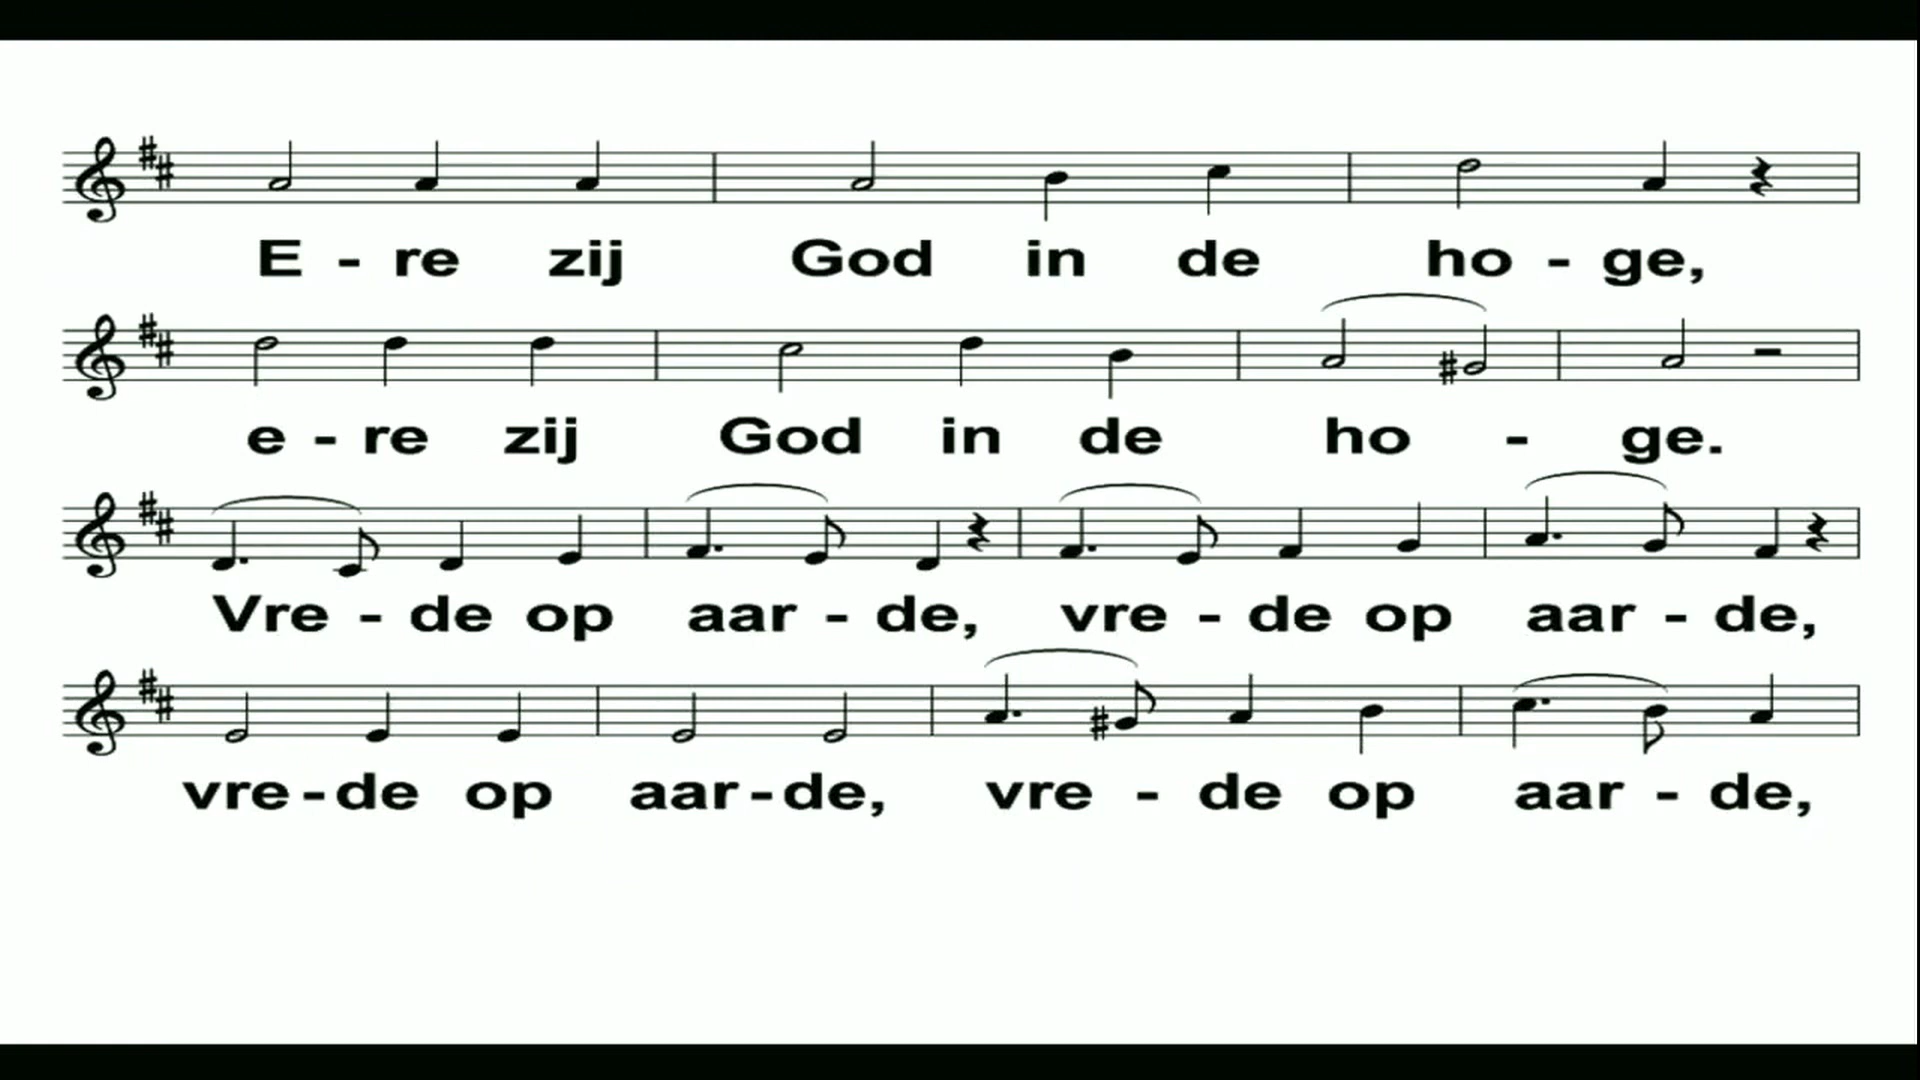 E - re zij God in de ho - ge,
e - re zij God in de ho - ge.
Vre - de op aar - de, vre - de op aar - de,
vre - de op aar - de, vre - de op aar - de,